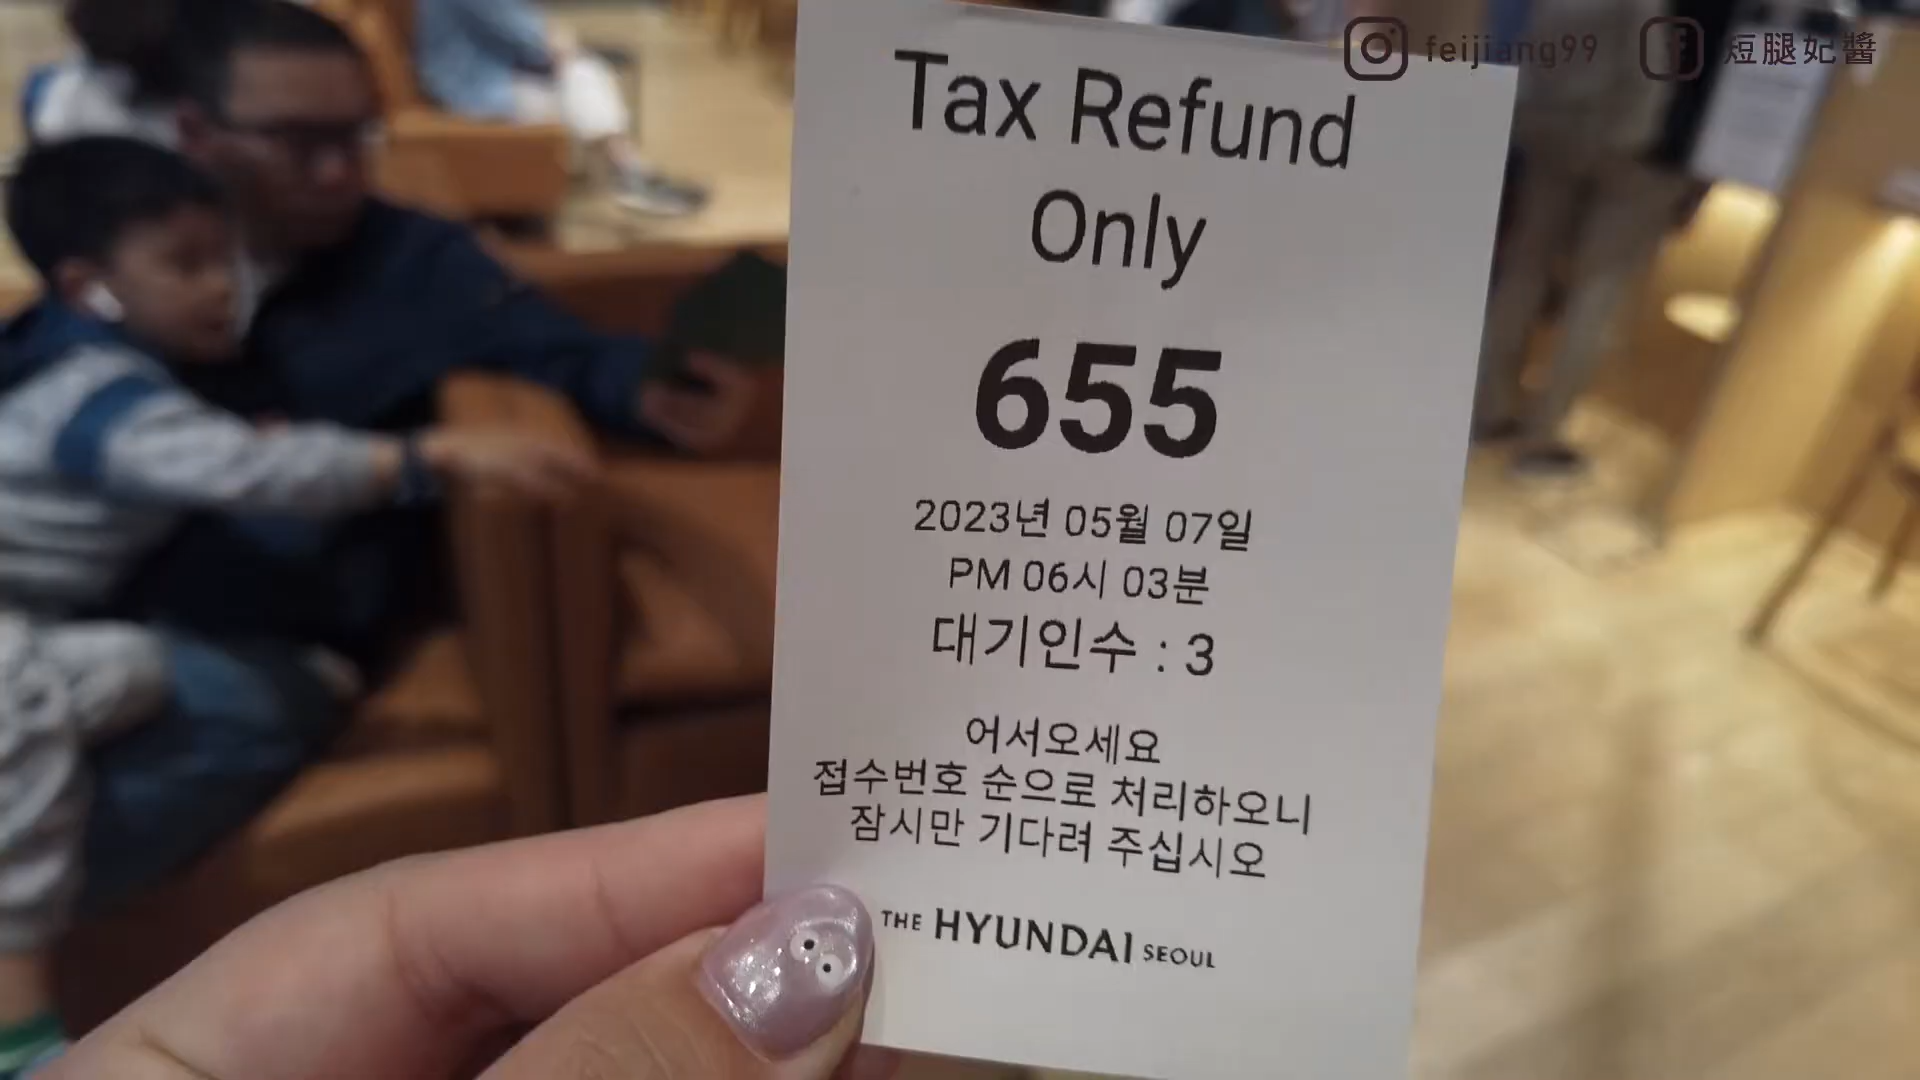 feijiang99 短腿妃醬
Tax Refund
Only
655
2023년 05월 07일
PM 06시 03분
대기인수 : 3
어서오세요
접수번호 순으로 처리하오니
잠시만 기다려 주십시오
THE HYUNDAI SEOUL